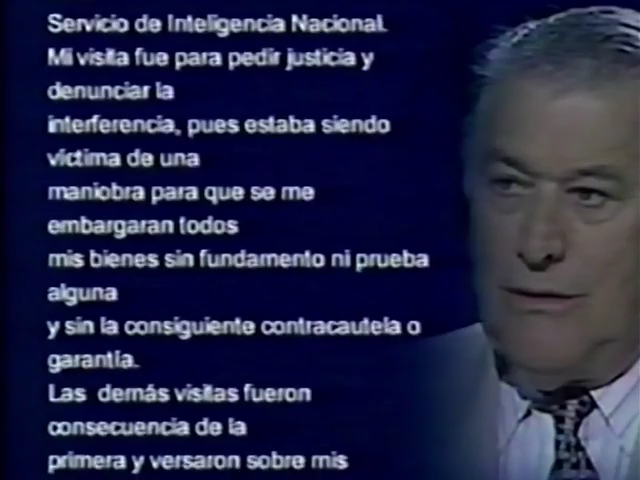 Servicio de Inteligencia Nacional.
Mi visita fue para pedir justicia y
denunciar la
interferencia, pues estaba siendo
víctima de una
maniobra para que se me
embargaran todos
mis bienes sin fundamento ni prueba
alguna
y sin la consiguiente contracautela o
garantía.
Las demás visitas fueron
consecuencia de la
primera y versaron sobre mis